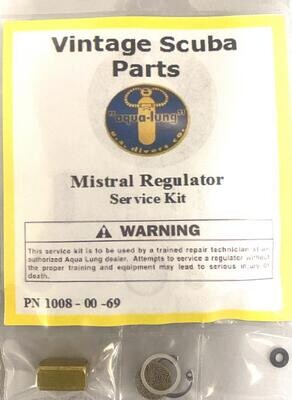 Vintage Scuba
Parts
"aqua-lung"
u.s. divers co.
Mistral Regulator
Service Kit
WARNING
This service kit is to be used by a trained repair technician at an
authorized Aqua Lung dealer. Attempts to service a regulator without
the proper training and equipment may lead to serious injury or
death.
PN 1008 - 00 -69